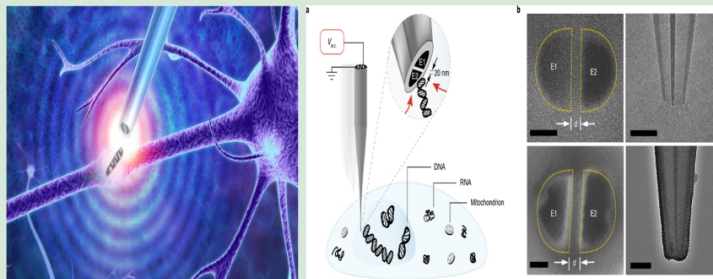 a
V a.c.
E1
E2
20 nm
DNA
RNA
Mitochondrion
b
E1
E2
d
E1
E2
d